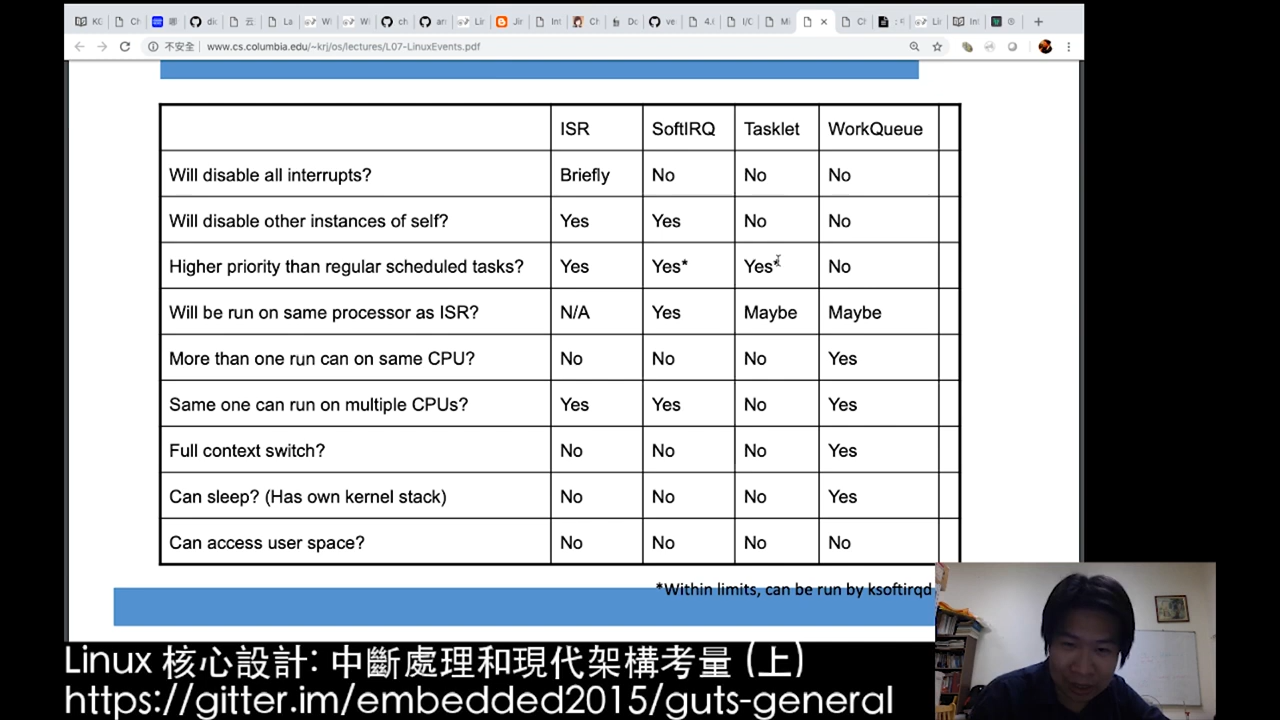 不安全 www.cs.columbia.edu/~krj/os/lectures/L07-LinuxEvents.pdf
ISR SoftIRQ Tasklet WorkQueue
Will disable all interrupts? Briefly No No No
Will disable other instances of self? Yes Yes No No
Higher priority than regular scheduled tasks? Yes Yes* Yes* No
Will be run on same processor as ISR? N/A Yes Maybe Maybe
More than one run can on same CPU? No No No Yes
Same one can run on multiple CPUs? Yes Yes No Yes
Full context switch? No No No Yes
Can sleep? (Has own kernel stack) No No No Yes
Can access user space? No No No No
*Within limits, can be run by ksoftirqd
Linux 核心設計: 中斷處理和現代架構考量 (上)
https://gitter.im/embedded2015/guts-general